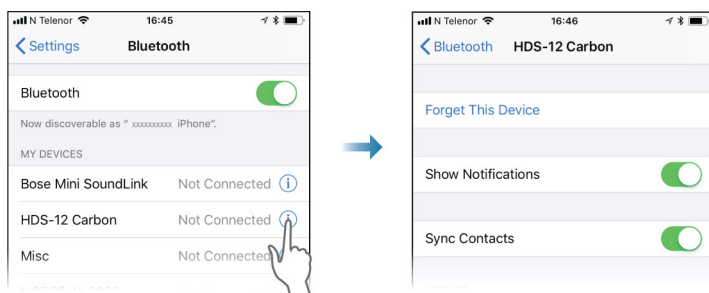 N Telenor 16:45
Settings Bluetooth
Bluetooth
Now discoverable as " xxxxxxxxxx iPhone".
MY DEVICES
Bose Mini SoundLink Not Connected i
HDS-12 Carbon Not Connected i
Misc Not Connected
N Telenor 16:46
Bluetooth HDS-12 Carbon
Forget This Device
Show Notifications
Sync Contacts